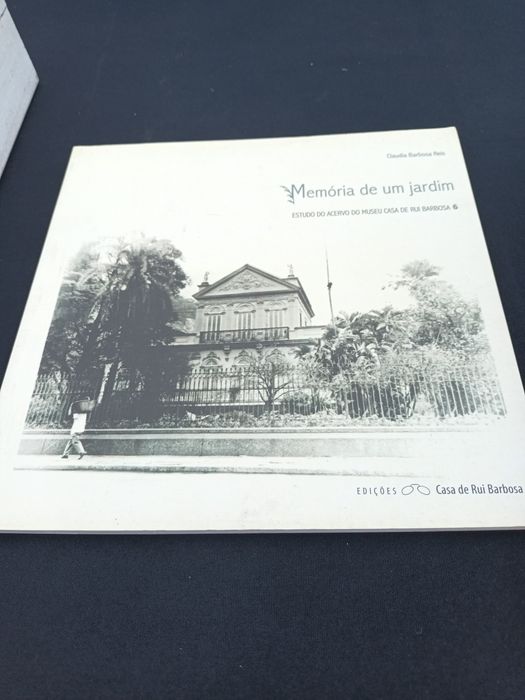 Claudia Barbosa Reis
Memória de um jardim
ESTUDO DO ACERVO DO MUSEU CASA DE RUI BARBOSA 6
EDIÇÕES Casa de Rui Barbosa